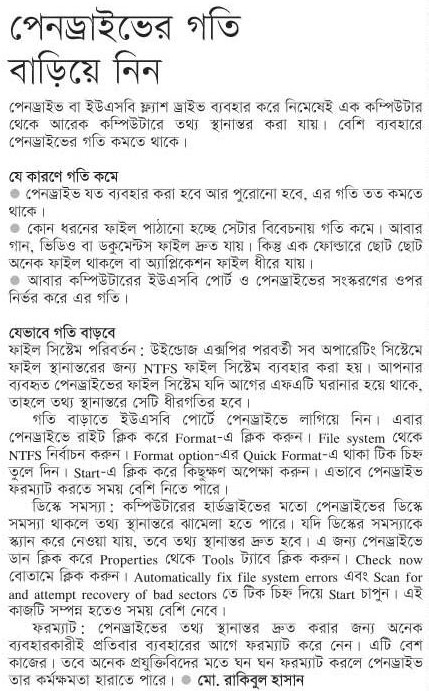 পেনড্রাইভের গতি
বাড়িয়ে নিন
পেনড্রাইভ বা ইউএসবি ফ্ল্যাশ ড্রাইভ ব্যবহার করে নিমেষেই এক কম্পিউটার
থেকে আরেক কম্পিউটারে তথ্য স্থানান্তর করা যায়। বেশি ব্যবহারে
পেনড্রাইভের গতি কমতে থাকে।
যে কারণে গতি কমে
● পেনড্রাইভ যত ব্যবহার করা হবে আর পুরোনো হবে, এর গতি তত কমতে
থাকে।
● কোন ধরনের ফাইল পাঠানো হচ্ছে সেটার বিবেচনায় গতি কমে। আবার
গান, ভিডিও বা ডকুমেন্টস ফাইল দ্রুত যায়। কিন্তু এক ফোল্ডারে ছোট ছোট
অনেক ফাইল থাকলে বা অ্যাপ্লিকেশন ফাইল ধীরে যায়।
● আবার কম্পিউটারের ইউএসবি পোর্ট ও পেনড্রাইভের সংস্করণের ওপর
নির্ভর করে এর গতি।
যেভাবে গতি বাড়বে
ফাইল সিস্টেম পরিবর্তন : উইন্ডোজ এক্সপির পরবর্তী সব অপারেটিং সিস্টেমে
ফাইল স্থানান্তরের জন্য NTFS ফাইল সিস্টেম ব্যবহার করা হয়। আপনার
ব্যবহৃত পেনড্রাইভের ফাইল সিস্টেম যদি আগের এফএটি ঘরানার হয়ে থাকে,
তাহলে তথ্য স্থানান্তরে সেটি ধীরগতির হবে।
গতি বাড়াতে ইউএসবি পোর্টে পেনড্রাইভে লাগিয়ে নিন। এবার
পেনড্রাইভে রাইট ক্লিক করে Format-এ ক্লিক করুন। File system থেকে
NTFS নির্বাচন করুন। Format option-এর Quick Format-এ থাকা টিক চিহ্ন
তুলে দিন। Start-এ ক্লিক করে কিছুক্ষণ অপেক্ষা করুন। এভাবে পেনড্রাইভ
ফরম্যাট করতে সময় বেশি নিতে পারে।
ডিস্কে সমস্যা : কম্পিউটারের হার্ডড্রাইভের মতো পেনড্রাইভের ডিস্কে
সমস্যা থাকলে তথ্য স্থানান্তরে ঝামেলা হতে পারে। যদি ডিস্কের সমস্যাকে
স্ক্যান করে নেওয়া যায়, তবে তথ্য স্থানান্তর দ্রুত হবে। এ জন্য পেনড্রাইভে
ডান ক্লিক করে Properties থেকে Tools ট্যাবে ক্লিক করুন। Check now
বোতামে ক্লিক করুন। Automatically fix file system errors এবং Scan for
and attempt recovery of bad sectors তে টিক চিহ্ন দিয়ে Start চাপুন। এই
কাজটি সম্পন্ন হতেও সময় বেশি নেবে।
ফরম্যাট : পেনড্রাইভের তথ্য স্থানান্তর দ্রুত করার জন্য অনেক
ব্যবহারকারীই প্রতিবার ব্যবহারের আগে ফরম্যাট করে নেন। এটি বেশ
কাজের। তবে অনেক প্রযুক্তিবিদের মতে ঘন ঘন ফরম্যাট করলে পেনড্রাইভ
তার কর্মক্ষমতা হারাতে পারে। ● মো. রাকিবুল হাসান